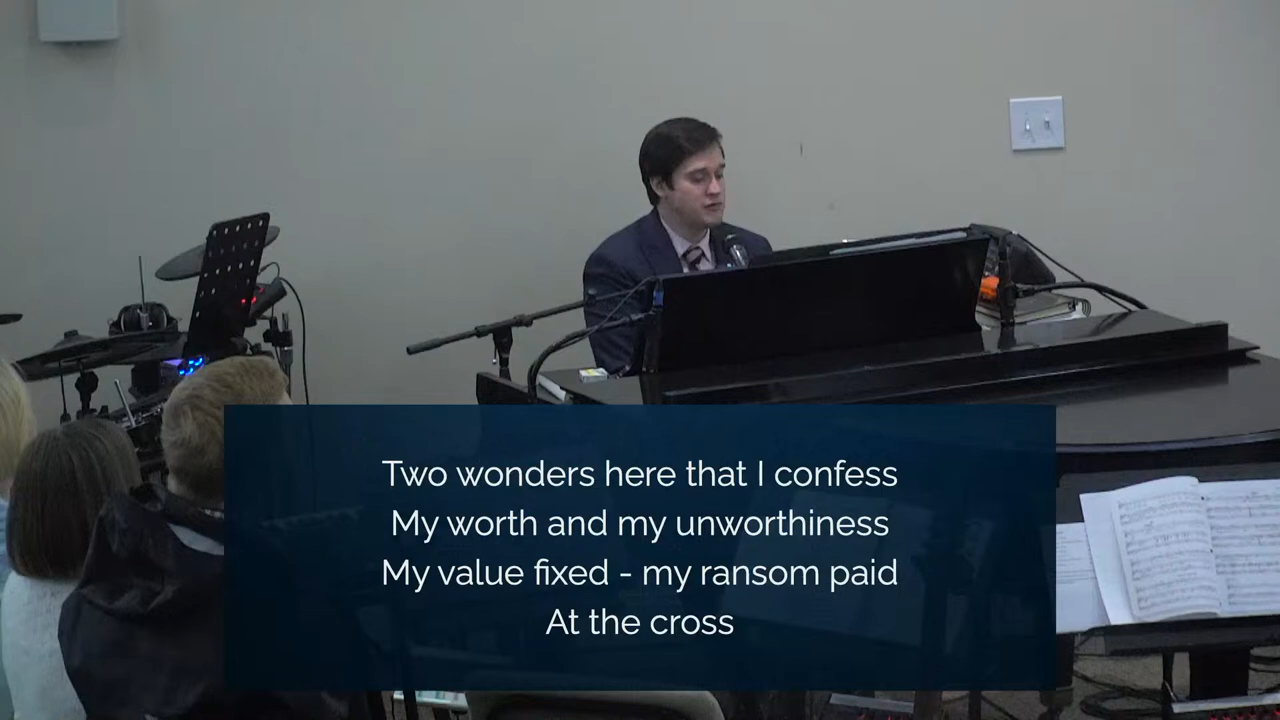 Two wonders here that I confess
My worth and my unworthiness
My value fixed - my ransom paid
At the cross